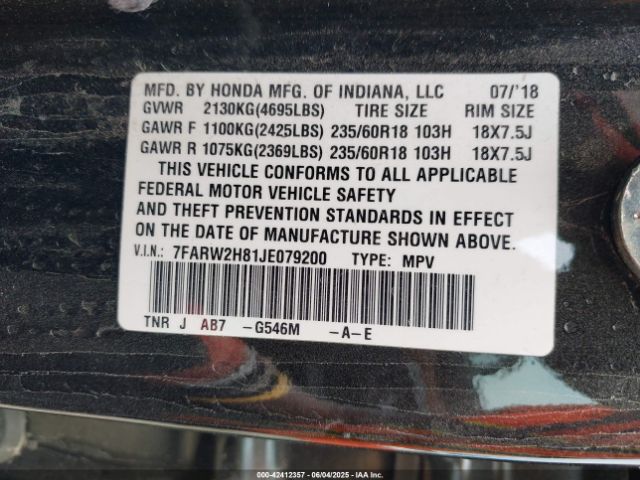 MFD. BY HONDA MFG. OF INDIANA, LLC 07/'18
GVWR 2130KG(4695LBS) TIRE SIZE RIM SIZE
GAWR F 1100KG(2425LBS) 235/60R18 103H 18X7.5J
GAWR R 1075KG(2369LBS) 235/60R18 103H 18X7.5J
THIS VEHICLE CONFORMS TO ALL APPLICABLE
FEDERAL MOTOR VEHICLE SAFETY
AND THEFT PREVENTION STANDARDS IN EFFECT
ON THE DATE OF MANUFACTURE SHOWN ABOVE.
V.I.N.: 7FARW2H81JE079200 TYPE: MPV
TNR J AB7 -G546M -A-E
000-42412357 | 06/04/2025 | IAA Inc.